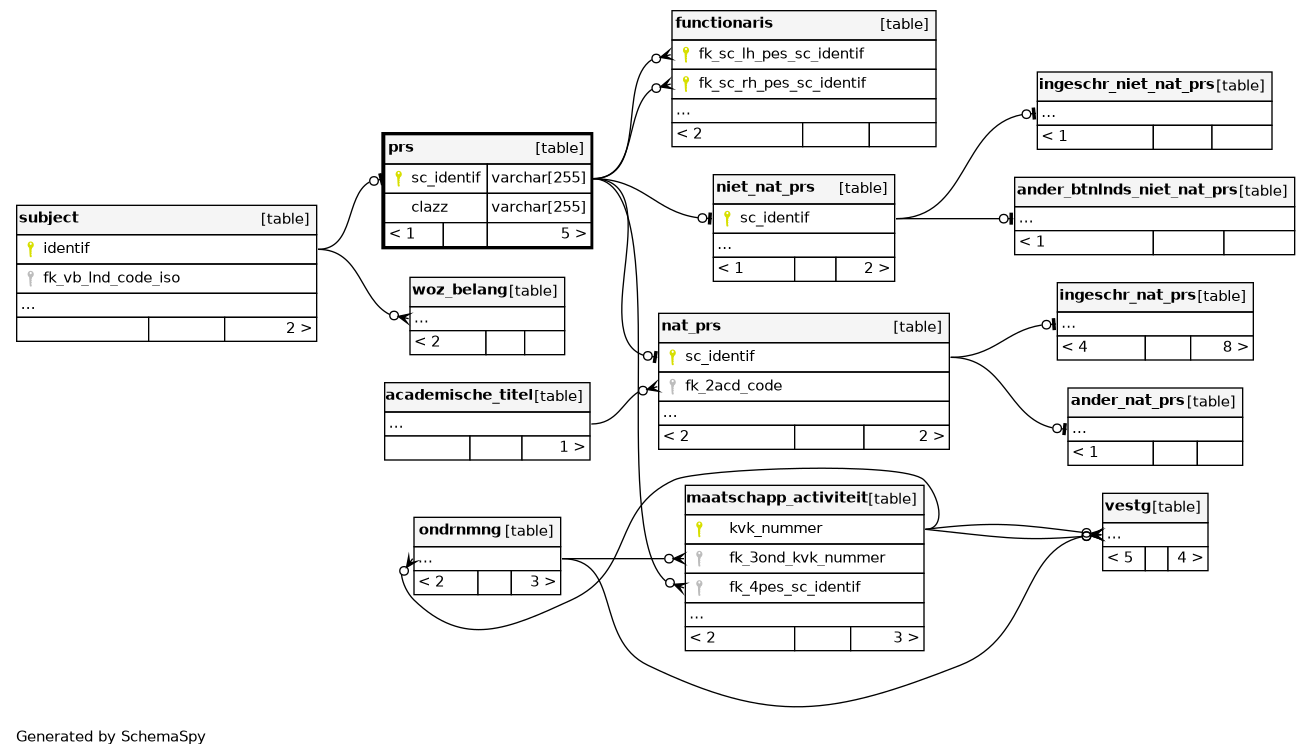 functionaris [table]
fk_sc_lh_pes_sc_identif
fk_sc_rh_pes_sc_identif
...
< 2
ingeschr_niet_nat_prs [table]
...
< 1
prs [table]
sc_identif varchar[255]
clazz varchar[255]
< 1 5 >
niet_nat_prs [table]
sc_identif
...
< 1 2 >
ander_btnlnds_niet_nat_prs [table]
...
< 1
subject [table]
identif
fk_vb_lnd_code_iso
...
2 >
woz_belang [table]
...
< 2
ingeschr_nat_prs [table]
...
< 4 8 >
nat_prs [table]
sc_identif
fk_2acd_code
...
< 2 2 >
academische_titel [table]
...
1 >
ander_nat_prs [table]
...
< 1
maatschapp_activiteit [table]
kvk_nummer
fk_3ond_kvk_nummer
fk_4pes_sc_identif
...
< 2 3 >
vestg [table]
...
< 5 4 >
ondrnmng [table]
...
< 2 3 >
Generated by SchemaSpy